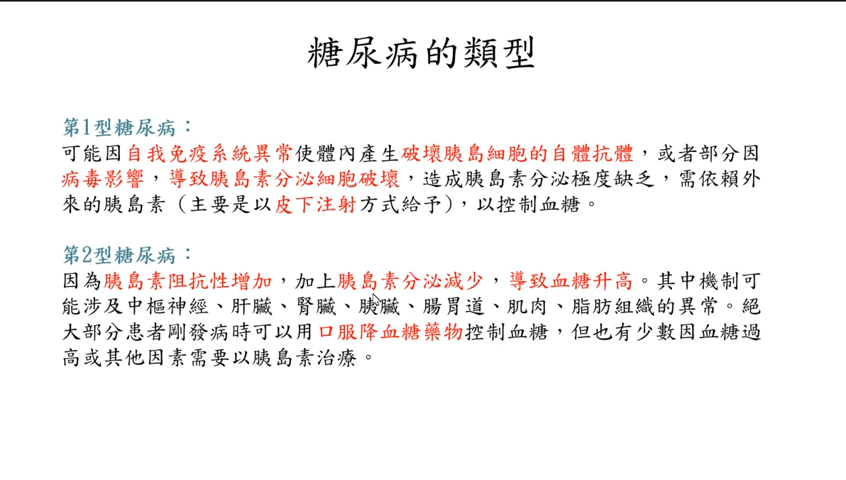 糖尿病的類型
第1型糖尿病：
可能因自我免疫系統異常使體內產生破壞胰島細胞的自體抗體，或者部分因
病毒影響，導致胰島素分泌細胞破壞，造成胰島素分泌極度缺乏，需依賴外
來的胰島素（主要是以皮下注射方式給予），以控制血糖。
第2型糖尿病：
因為胰島素阻抗性增加，加上胰島素分泌減少，導致血糖升高。其中機制可
能涉及中樞神經、肝臟、腎臟、胰臟、腸胃道、肌肉、脂肪組織的異常。絕
大部分患者剛發病時可以用口服降血糖藥物控制血糖，但也有少數因血糖過
高或其他因素需要以胰島素治療。